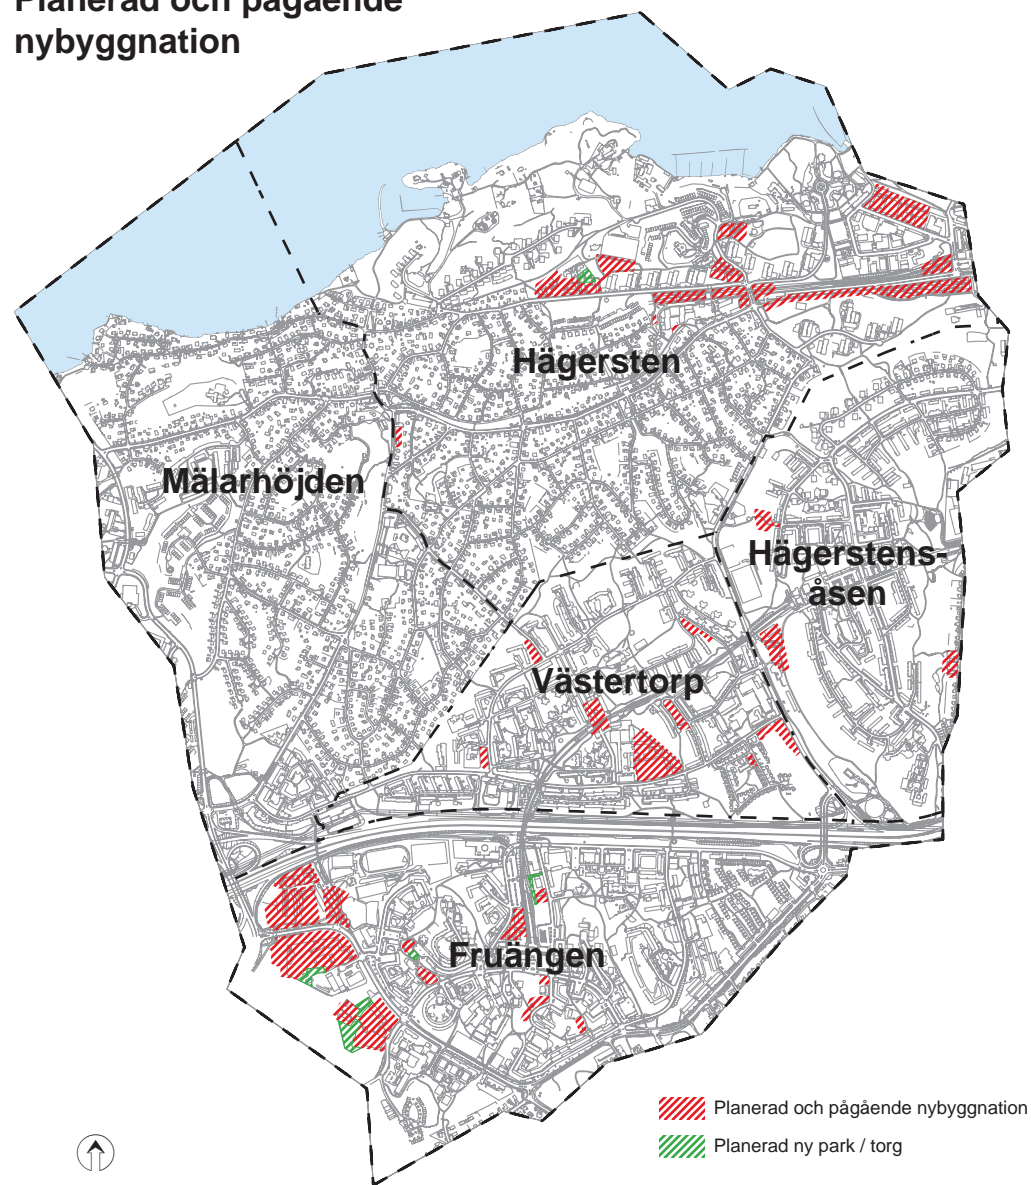 Planerad och pågående
nybyggnation
Hägersten
Mälarhöjden
Hägerstens-
åsen
Västertorp
Fruängen
Planerad och pågående nybyggnation
Planerad ny park / torg